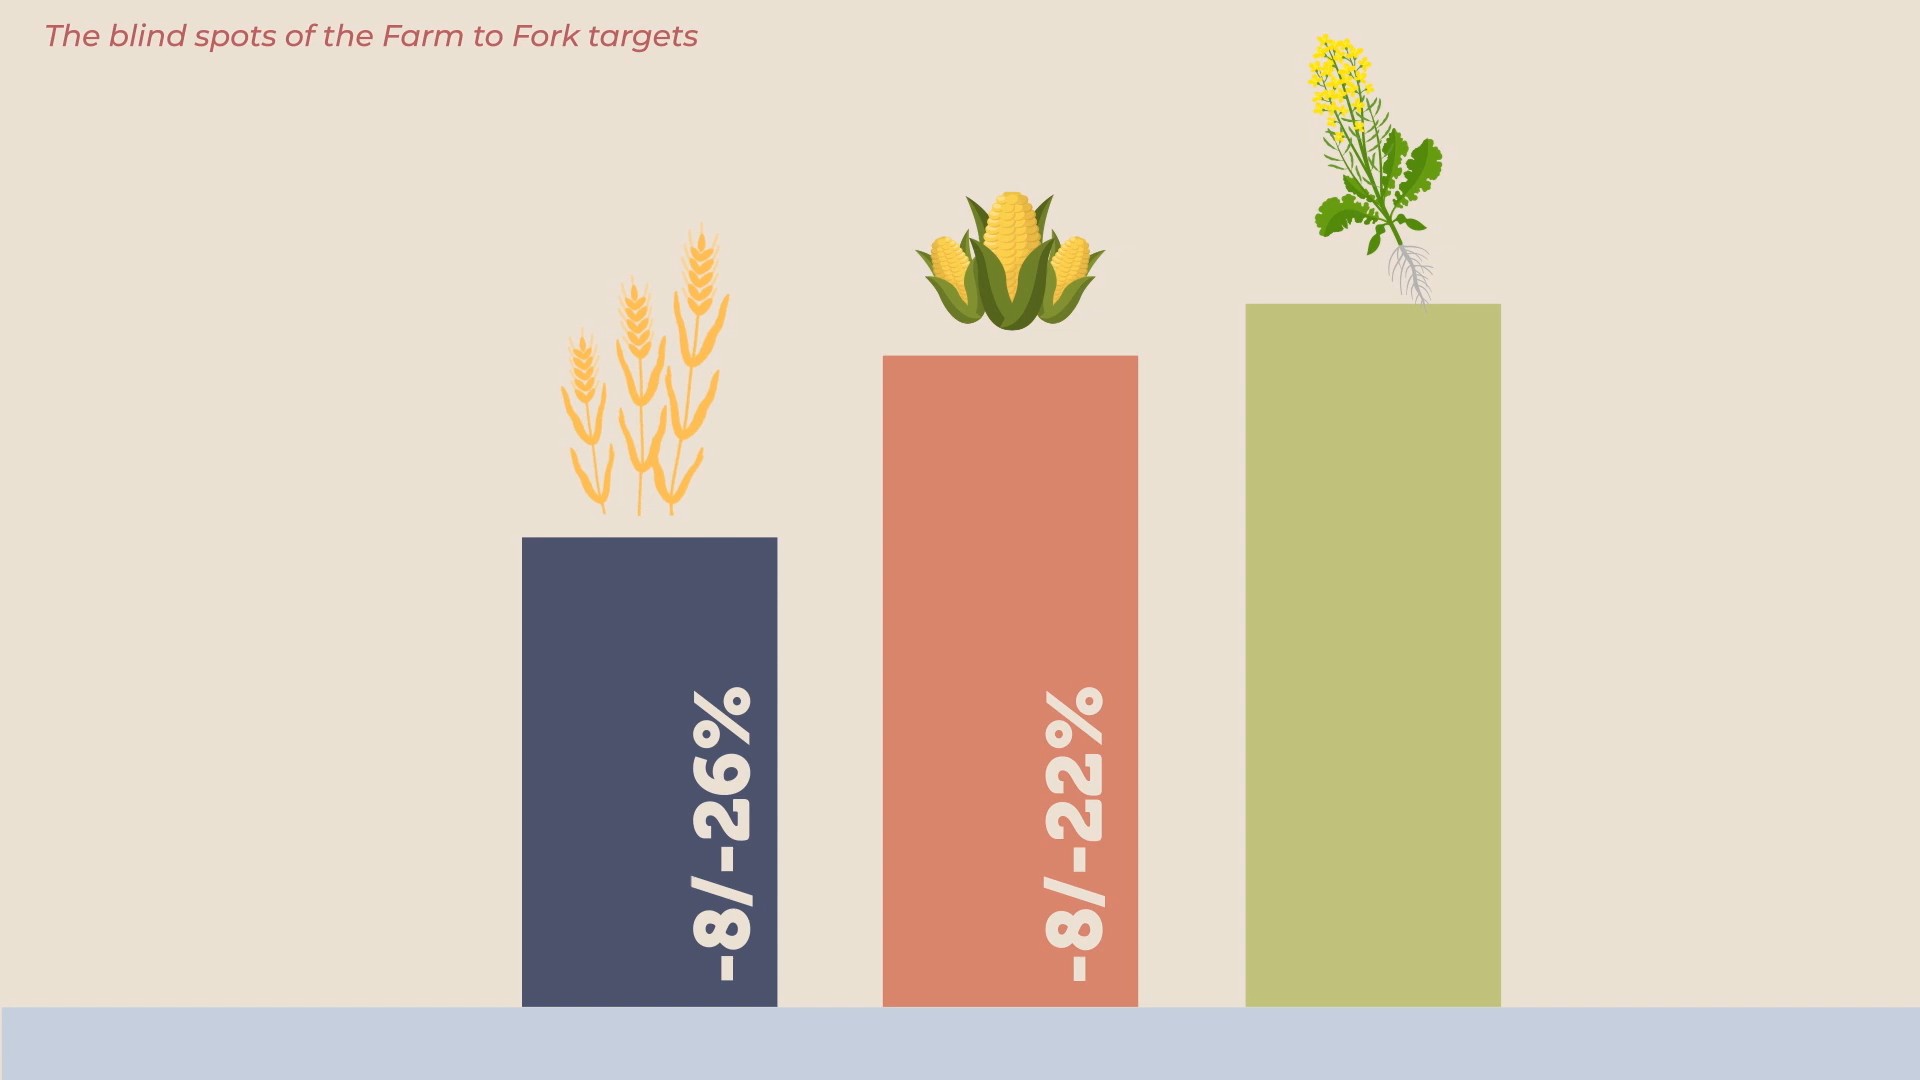 The blind spots of the Farm to Fork targets
-8/-26%
-8/-22%